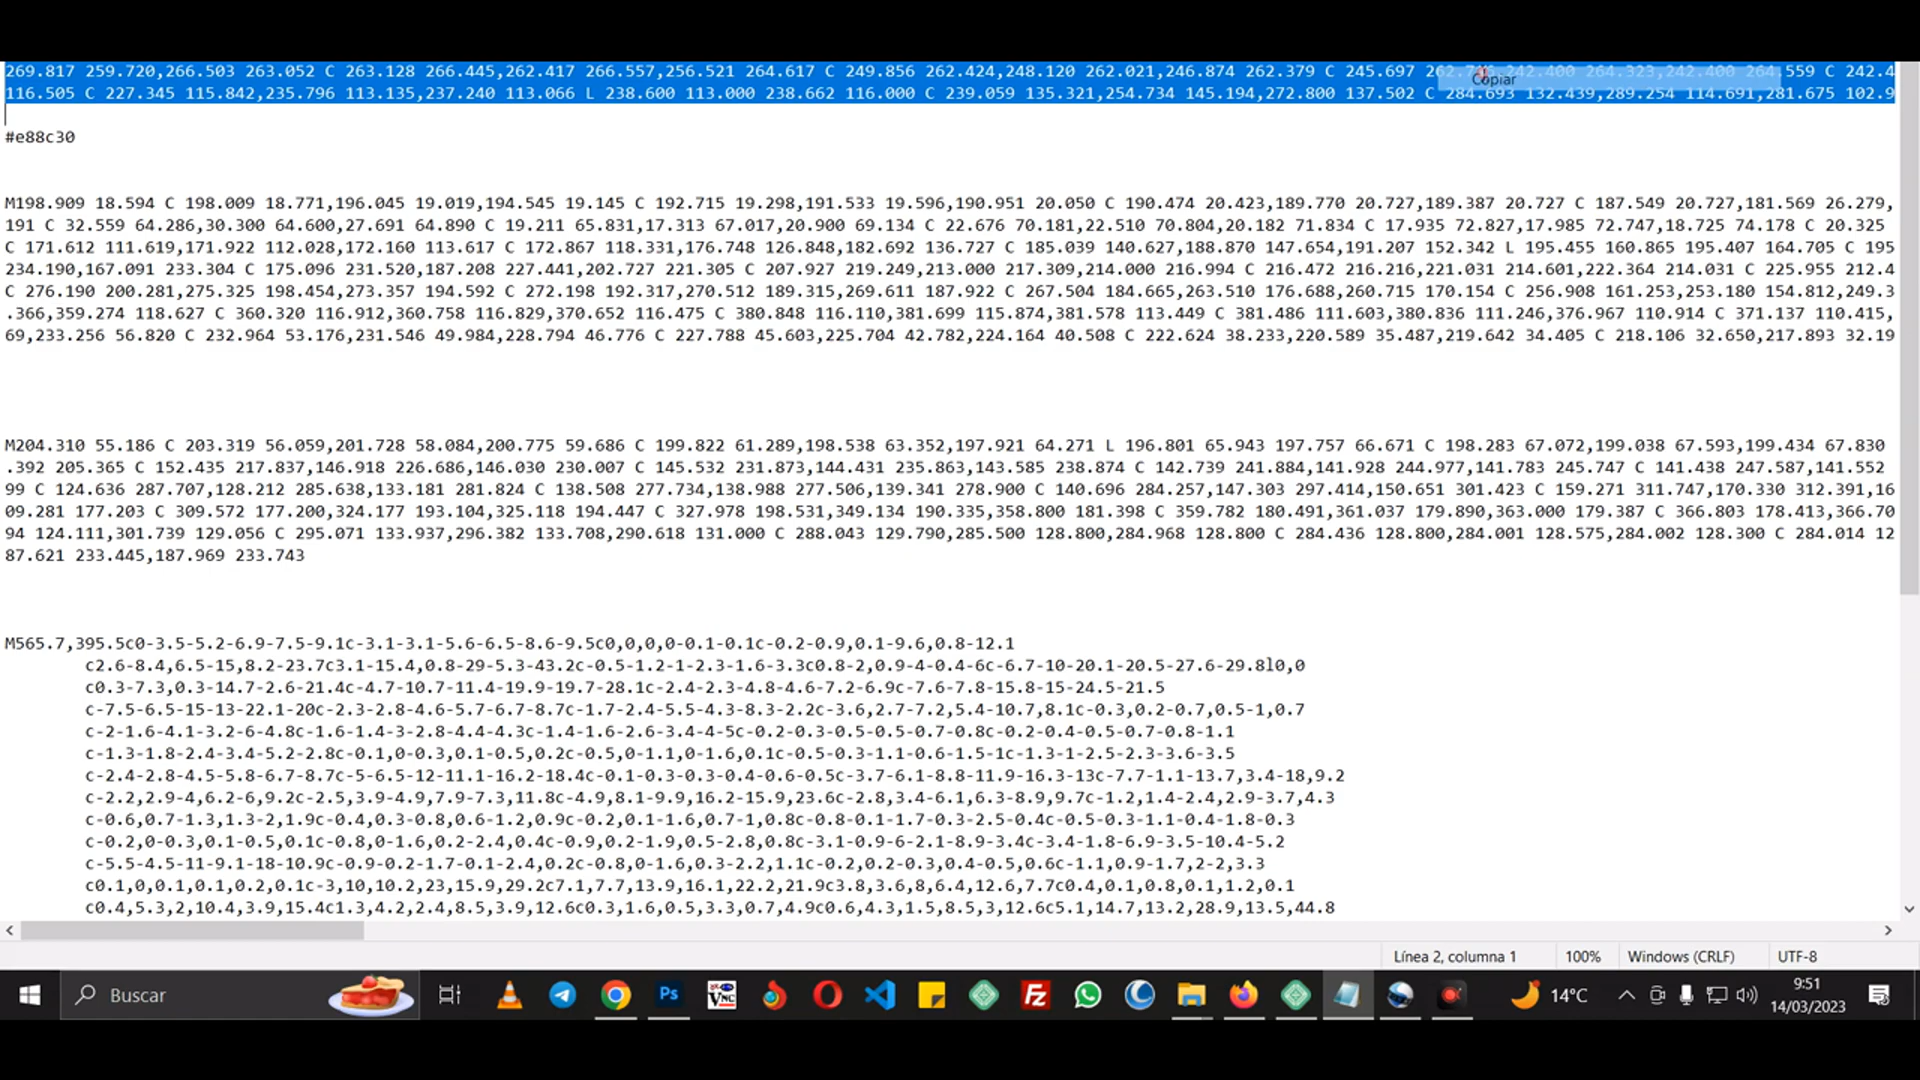 269.817 259.720,266.503 263.052 C 263.128 266.445,262.417 266.557,256.521 264.617 C 249.856 262.424,248.120 262.021,246.874 262.379 C 245.697 264.323,242.400 264.559 C 242.4
Copiar
116.505 C 227.345 115.842,235.796 113.135,237.240 113.066 L 238.600 113.000 238.662 116.000 C 239.059 135.321,254.734 145.194,272.800 137.502 C 284.693 132.439,289.254 114.691,281.675 102.9
#e88c30
M198.909 18.594 C 198.009 18.771,196.045 19.019,194.545 19.145 C 192.715 19.298,191.533 19.596,190.951 20.050 C 190.474 20.423,189.770 20.727,189.387 20.727 C 187.549 20.727,181.569 26.279,
191 C 32.559 64.286,30.300 64.600,27.691 64.890 C 19.211 65.831,17.313 67.017,20.900 69.134 C 22.676 70.181,22.510 70.804,20.182 71.834 C 17.935 72.827,17.985 72.747,18.725 74.178 C 20.325
C 171.612 111.619,171.922 112.028,172.160 113.617 C 172.867 118.331,176.748 126.848,182.692 136.727 C 185.039 140.627,188.870 147.654,191.207 152.342 L 195.455 160.865 195.407 164.705 C 195
234.190,167.091 233.304 C 175.096 231.520,187.208 227.441,202.727 221.305 C 207.927 219.249,213.000 217.309,214.000 216.994 C 216.472 216.216,221.031 214.601,222.364 214.031 C 225.955 212.4
C 276.190 200.281,275.325 198.454,273.357 194.592 C 272.198 192.317,270.512 189.315,269.611 187.922 C 267.504 184.665,263.510 176.688,260.715 170.154 C 256.908 161.253,253.180 154.812,249.3
.366,359.274 118.627 C 360.320 116.912,360.758 116.829,370.652 116.475 C 380.848 116.110,381.699 115.874,381.578 113.449 C 381.486 111.603,380.836 111.246,376.967 110.914 C 371.137 110.415,
69,233.256 56.820 C 232.964 53.176,231.546 49.984,228.794 46.776 C 227.788 45.603,225.704 42.782,224.164 40.508 C 222.624 38.233,220.589 35.487,219.642 34.405 C 218.106 32.650,217.893 32.19
M204.310 55.186 C 203.319 56.059,201.728 58.084,200.775 59.686 C 199.822 61.289,198.538 63.352,197.921 64.271 L 196.801 65.943 197.757 66.671 C 198.283 67.072,199.038 67.593,199.434 67.830
.392 205.365 C 152.435 217.837,146.918 226.686,146.030 230.007 C 145.532 231.873,144.431 235.863,143.585 238.874 C 142.739 241.884,141.928 244.977,141.783 245.747 C 141.438 247.587,141.552
99 C 124.636 287.707,128.212 285.638,133.181 281.824 C 138.508 277.734,138.988 277.506,139.341 278.900 C 140.696 284.257,147.303 297.414,150.651 301.423 C 159.271 311.747,170.330 312.391,1
09.281 177.203 C 309.572 177.200,324.177 193.104,325.118 194.447 C 327.978 198.531,349.134 190.335,358.800 181.398 C 359.782 180.491,361.037 179.890,363.000 179.387 C 366.803 178.413,366.70
94 124.111,301.739 129.056 C 295.071 133.937,296.382 133.708,290.618 131.000 C 288.043 129.790,285.500 128.800,284.968 128.800 C 284.436 128.800,284.001 128.575,284.002 128.300 C 284.014 12
87.621 233.445,187.969 233.743
M565.7,395.5c0-3.5-5.2-6.9-7.5-9.1c-3.1-3.1-5.6-6.5-8.6-9.5c0,0,0,0-0.1-0.1c-0.2-0.9,0.1-9.6,0.8-12.1
c2.6-8.4,6.5-15,8.2-23.7c3.1-15.4,0.8-29-5.3-43.2c-0.5-1.2-1-2.3-1.6-3.3c0.8-2,0.9-4-0.4-6c-6.7-10-20.1-20.5-27.6-29.8l0,0
c0.3-7.3,0.3-14.7-2.6-21.4c-4.7-10.7-11.4-19.9-19.7-28.1c-2.4-2.3-4.8-4.6-7.2-6.9c-7.6-7.8-15.8-15-24.5-21.5
c-7.5-6.5-15-13-22.1-20c-2.3-2.8-4.6-5.7-6.7-8.7c-1.7-2.4-5.5-4.3-8.3-2.2c-3.6,2.7-7.2,5.4-10.7,8.1c-0.3,0.2-0.7,0.5-1,0.7
c-2-1.6-4.1-3.2-6-4.8c-1.6-1.4-3-2.8-4.4-4.3c-1.4-1.6-2.6-3.4-4-5c-0.2-0.3-0.5-0.5-0.7-0.8c-0.2-0.4-0.5-0.7-0.8-1.1
c-1.3-1.8-2.4-3.4-5.2-2.8c-0.1,0-0.3,0.1-0.5,0.2c-0.5,0-1.1,0-1.6,0.1c-0.5-0.3-1.1-0.6-1.5-1c-1.3-1-2.5-2.3-3.6-3.5
c-2.4-2.8-4.5-5.8-6.7-8.7c-5-6.5-12-11.1-16.2-18.4c-0.1-0.3-0.3-0.4-0.6-0.5c-3.7-6.1-8.8-11.9-16.3-13c-7.7-1.1-13.7,3.4-18,9.2
c-2.2,2.9-4,6.2-6,9.2c-2.5,3.9-4.9,7.9-7.3,11.8c-4.9,8.1-9.9,16.2-15.9,23.6c-2.8,3.4-6.1,6.3-8.9,9.7c-1.2,1.4-2.4,2.9-3.7,4.3
c-0.6,0.7-1.3,1.3-2,1.9c-0.4,0.3-0.8,0.6-1.2,0.9c-0.2,0.1-1.6,0.7-1,0.8c-0.8-0.1-1.7-0.3-2.5-0.4c-0.5-0.3-1.1-0.4-1.8-0.3
c-0.2,0-0.3,0.1-0.5,0.1c-0.8,0-1.6,0.2-2.4,0.4c-0.9,0.2-1.9,0.5-2.8,0.8c-3.1-0.9-6-2.1-8.9-3.4c-3.4-1.8-6.9-3.5-10.4-5.2
c-5.5-4.5-11-9.1-18-10.9c-0.9-0.2-1.7-0.1-2.4,0.2c-0.8,0-1.6,0.3-2.2,1.1c-0.2,0.2-0.3,0.4-0.5,0.6c-1.1,0.9-1.7,2-2,3.3
c0.1,0,0.1,0.1,0.2,0.1c-3,10,10.2,23,15.9,29.2c7.1,7.7,13.9,16.1,22.2,21.9c3.8,3.6,8,6.4,12.6,7.7c0.4,0.1,0.8,0.1,1.2,0.1
c0.4,5.3,2,10.4,3.9,15.4c1.3,4.2,2.4,8.5,3.9,12.6c0.3,1.6,0.5,3.3,0.7,4.9c0.6,4.3,1.5,8.5,3,12.6c5.1,14.7,13.2,28.9,13.5,44.8
Línea 2, columna 1
100%
Windows (CRLF)
UTF-8
Buscar
Ps
VNC
Fz
14°C
9:51
14/03/2023